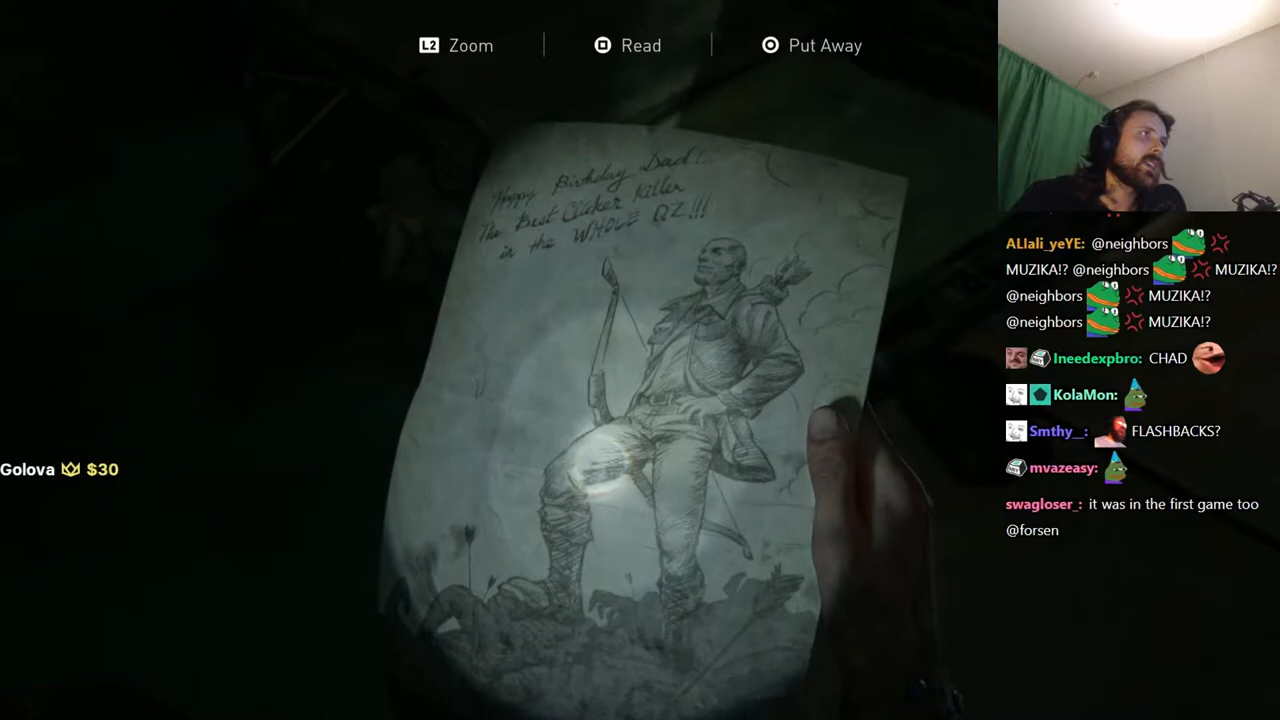 L2 Zoom
Read
Put Away
Happy Birthday Dad!..
The Best Clicker Killer
in the WHOLE QZ!!!
Golova $30
ALIali_yeYE: @neighbors
MUZIKA!? @neighbors MUZIKA!?
@neighbors MUZIKA!?
@neighbors MUZIKA!?
Ineedexpbro: CHAD
KolaMon:
Smthy__: FLASHBACKS?
mvazeasy:
swagloser_: it was in the first game too
@forsen